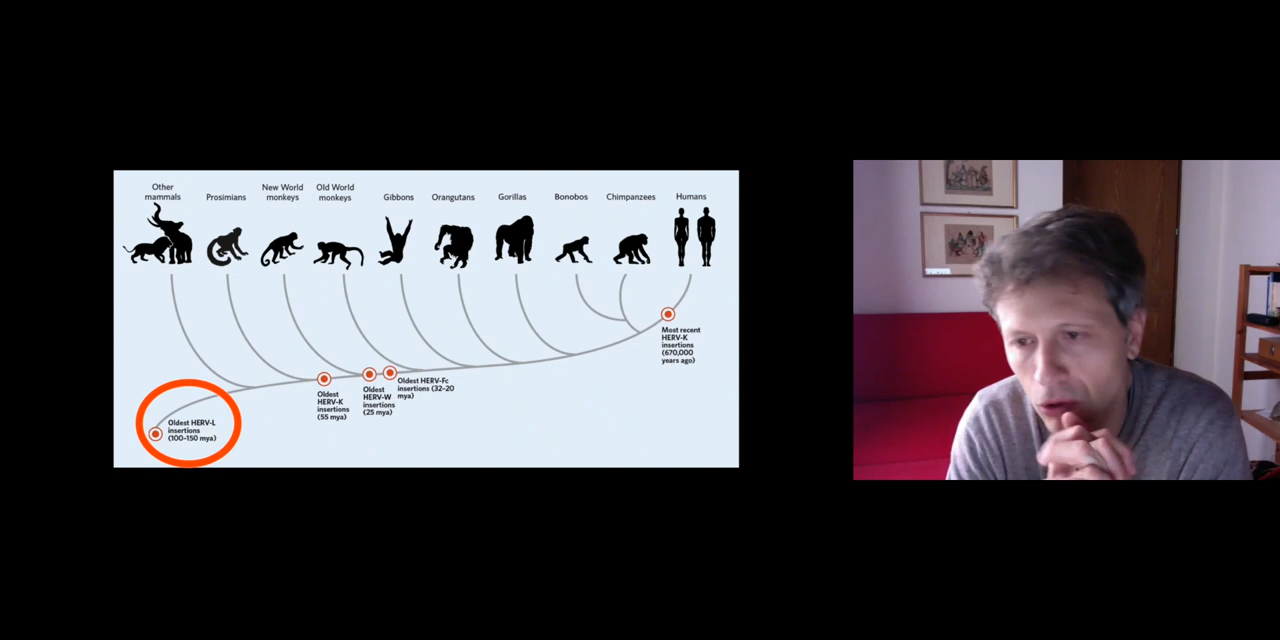 Other
mammals
Prosimians
New World
monkeys
Old World
monkeys
Gibbons
Orangutans
Gorillas
Bonobos
Chimpanzees
Humans
Most recent
HERV-K
insertions
(670,000
years ago)
Oldest
HERV-K
insertions
(55 mya)
Oldest
HERV-W
insertions
(25 mya)
Oldest HERV-Fc
insertions (32–20
mya)
Oldest HERV-L
insertions
(100–150 mya)